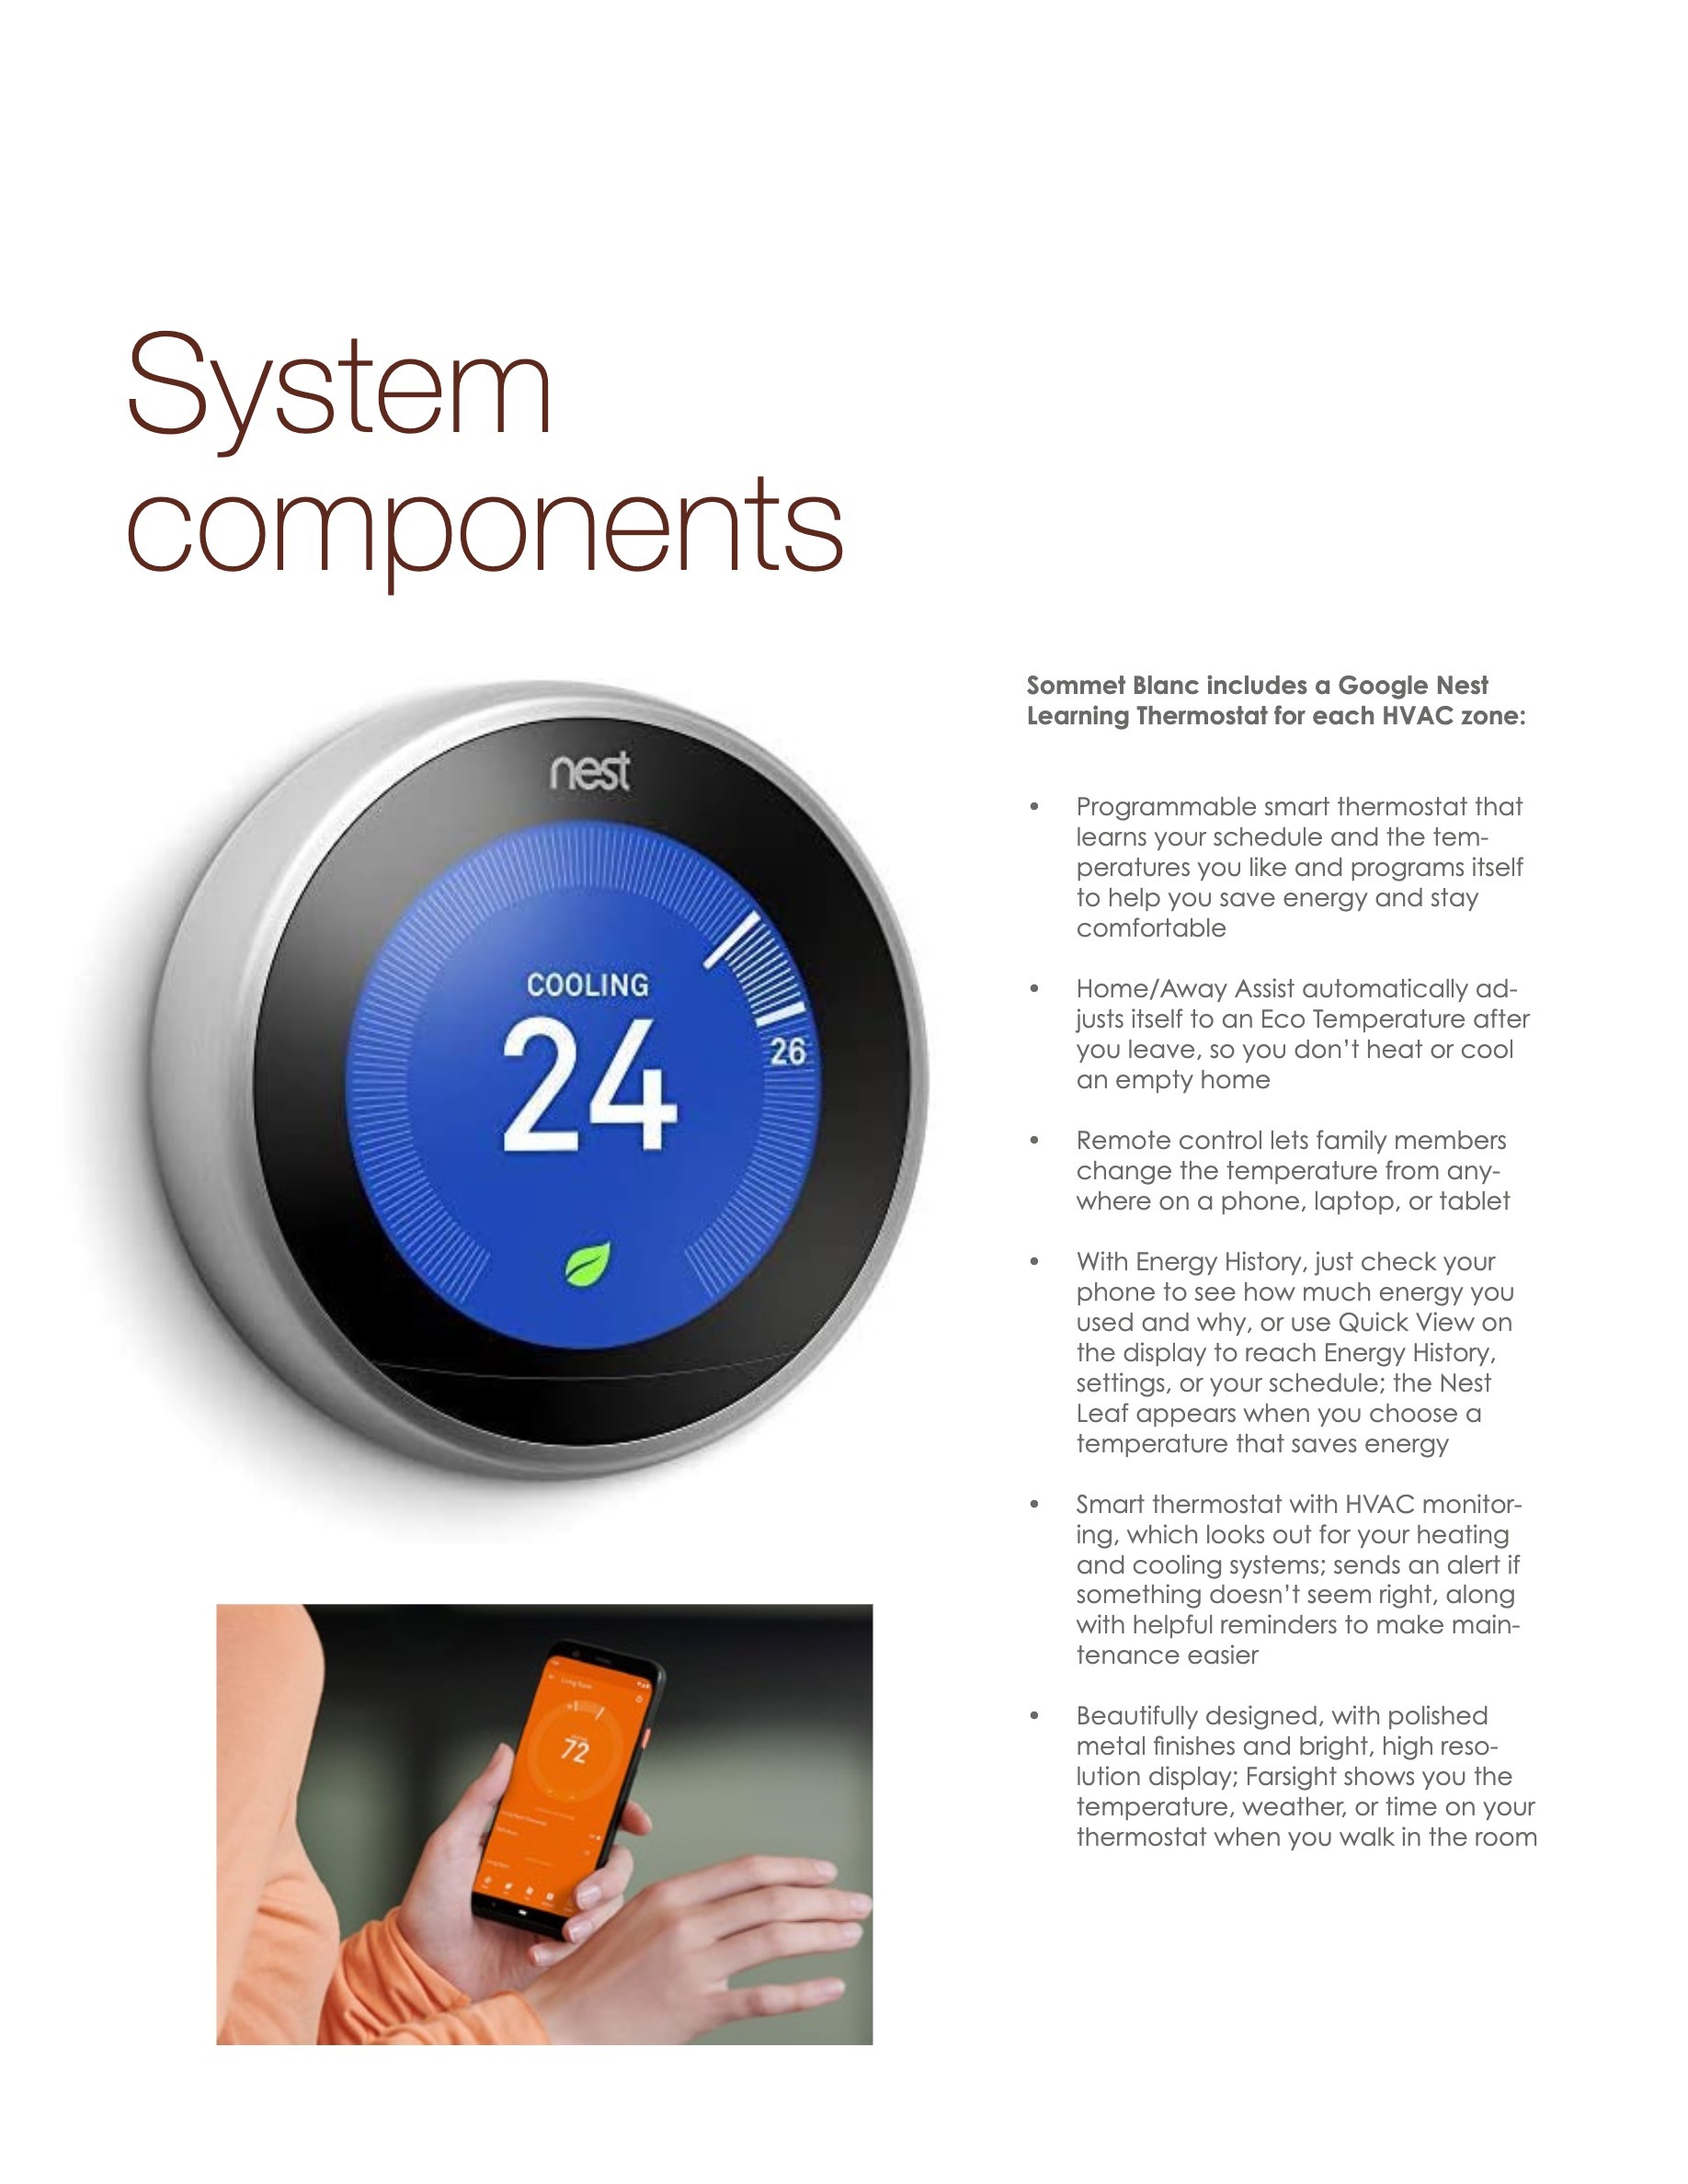 System
components
nest
COOLING
24
26
72
Sommet Blanc includes a Google Nest
Learning Thermostat for each HVAC zone:
• Programmable smart thermostat that
learns your schedule and the tem-
peratures you like and programs itself
to help you save energy and stay
comfortable
• Home/Away Assist automatically ad-
justs itself to an Eco Temperature after
you leave, so you don’t heat or cool
an empty home
• Remote control lets family members
change the temperature from any-
where on a phone, laptop, or tablet
• With Energy History, just check your
phone to see how much energy you
used and why, or use Quick View on
the display to reach Energy History,
settings, or your schedule; the Nest
Leaf appears when you choose a
temperature that saves energy
• Smart thermostat with HVAC monitor-
ing, which looks out for your heating
and cooling systems; sends an alert if
something doesn’t seem right, along
with helpful reminders to make main-
tenance easier
• Beautifully designed, with polished
metal finishes and bright, high reso-
lution display; Farsight shows you the
temperature, weather, or time on your
thermostat when you walk in the room